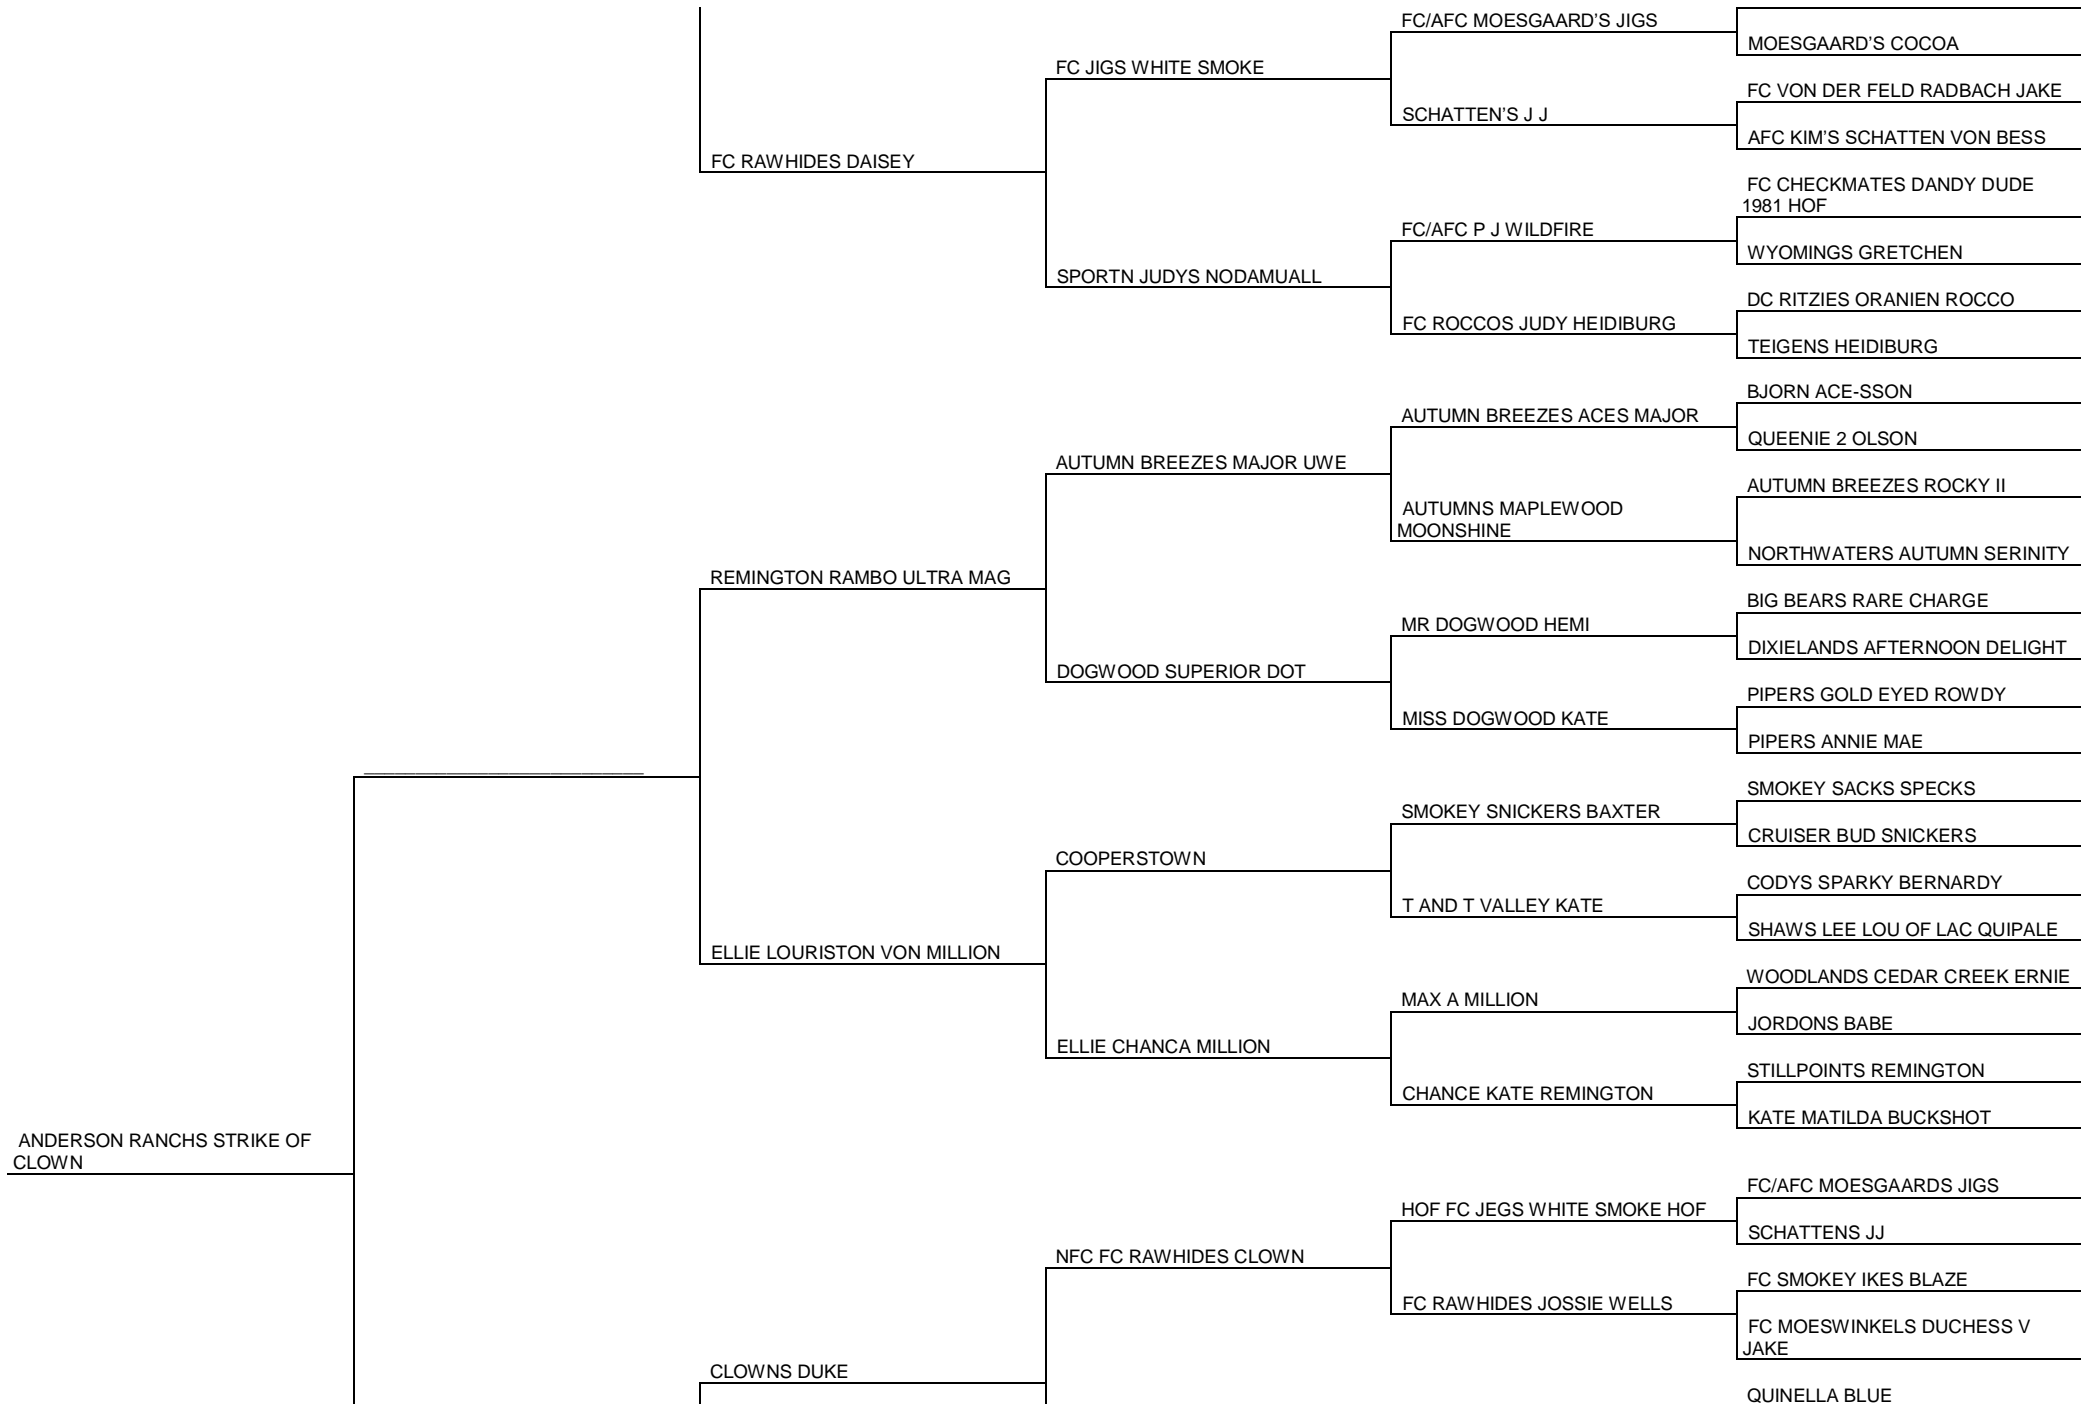 FC/AFC MOESGAARD'S JIGS
MOESGAARD'S COCOA
FC JIGS WHITE SMOKE
FC VON DER FELD RADBACH JAKE
SCHATTEN'S J J
AFC KIM'S SCHATTEN VON BESS
FC RAWHIDES DAISEY
FC CHECKMATES DANDY DUDE
1981 HOF
FC/AFC P J WILDFIRE
WYOMINGS GRETCHEN
SPORTN JUDYS NODAMUALL
DC RITZIES ORANIEN ROCCO
FC ROCCOS JUDY HEIDIBURG
TEIGENS HEIDIBURG
BJORN ACE-SSON
AUTUMN BREEZES ACES MAJOR
QUEENIE 2 OLSON
AUTUMN BREEZES MAJOR UWE
AUTUMN BREEZES ROCKY II
AUTUMNS MAPLEWOOD
MOONSHINE
NORTHWATERS AUTUMN SERINITY
REMINGTON RAMBO ULTRA MAG
BIG BEARS RARE CHARGE
MR DOGWOOD HEMI
DIXIELANDS AFTERNOON DELIGHT
DOGWOOD SUPERIOR DOT
PIPERS GOLD EYED ROWDY
MISS DOGWOOD KATE
PIPERS ANNIE MAE
SMOKEY SACKS SPECKS
SMOKEY SNICKERS BAXTER
CRUISER BUD SNICKERS
COOPERSTOWN
CODYS SPARKY BERNARDY
T AND T VALLEY KATE
SHAWS LEE LOU OF LAC QUIPALE
ELLIE LOURISTON VON MILLION
WOODLANDS CEDAR CREEK ERNIE
MAX A MILLION
JORDONS BABE
ELLIE CHANCA MILLION
STILLPOINTS REMINGTON
CHANCE KATE REMINGTON
KATE MATILDA BUCKSHOT
ANDERSON RANCHS STRIKE OF
CLOWN
FC/AFC MOESGAARDS JIGS
HOF FC JEGS WHITE SMOKE HOF
SCHATTENS JJ
NFC FC RAWHIDES CLOWN
FC SMOKEY IKES BLAZE
FC RAWHIDES JOSSIE WELLS
FC MOESWINKELS DUCHESS V
JAKE
CLOWNS DUKE
QUINELLA BLUE